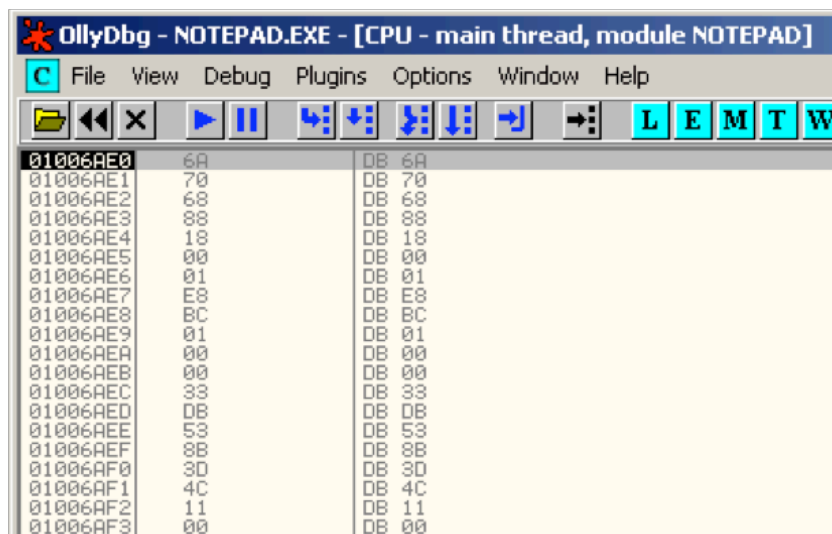 OllyDbg - NOTEPAD.EXE - [CPU - main thread, module NOTEPAD]
C File View Debug Plugins Options Window Help
L E M T W
01006AE0 6A DB 6A
01006AE1 70 DB 70
01006AE2 68 DB 68
01006AE3 88 DB 88
01006AE4 18 DB 18
01006AE5 00 DB 00
01006AE6 01 DB 01
01006AE7 E8 DB E8
01006AE8 BC DB BC
01006AE9 01 DB 01
01006AEA 00 DB 00
01006AEB 00 DB 00
01006AEC 33 DB 33
01006AED DB DB DB
01006AEE 53 DB 53
01006AEF 8B DB 8B
01006AF0 3D DB 3D
01006AF1 4C DB 4C
01006AF2 11 DB 11
01006AF3 00 DB 00